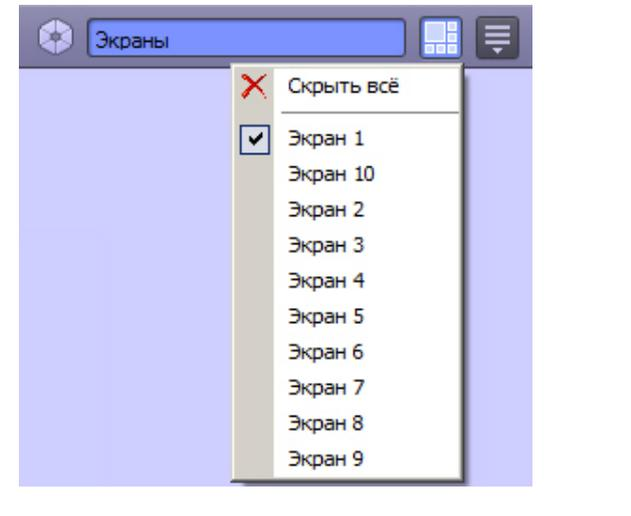 Экраны
Скрыть всё
Экран 1
Экран 10
Экран 2
Экран 3
Экран 4
Экран 5
Экран 6
Экран 7
Экран 8
Экран 9